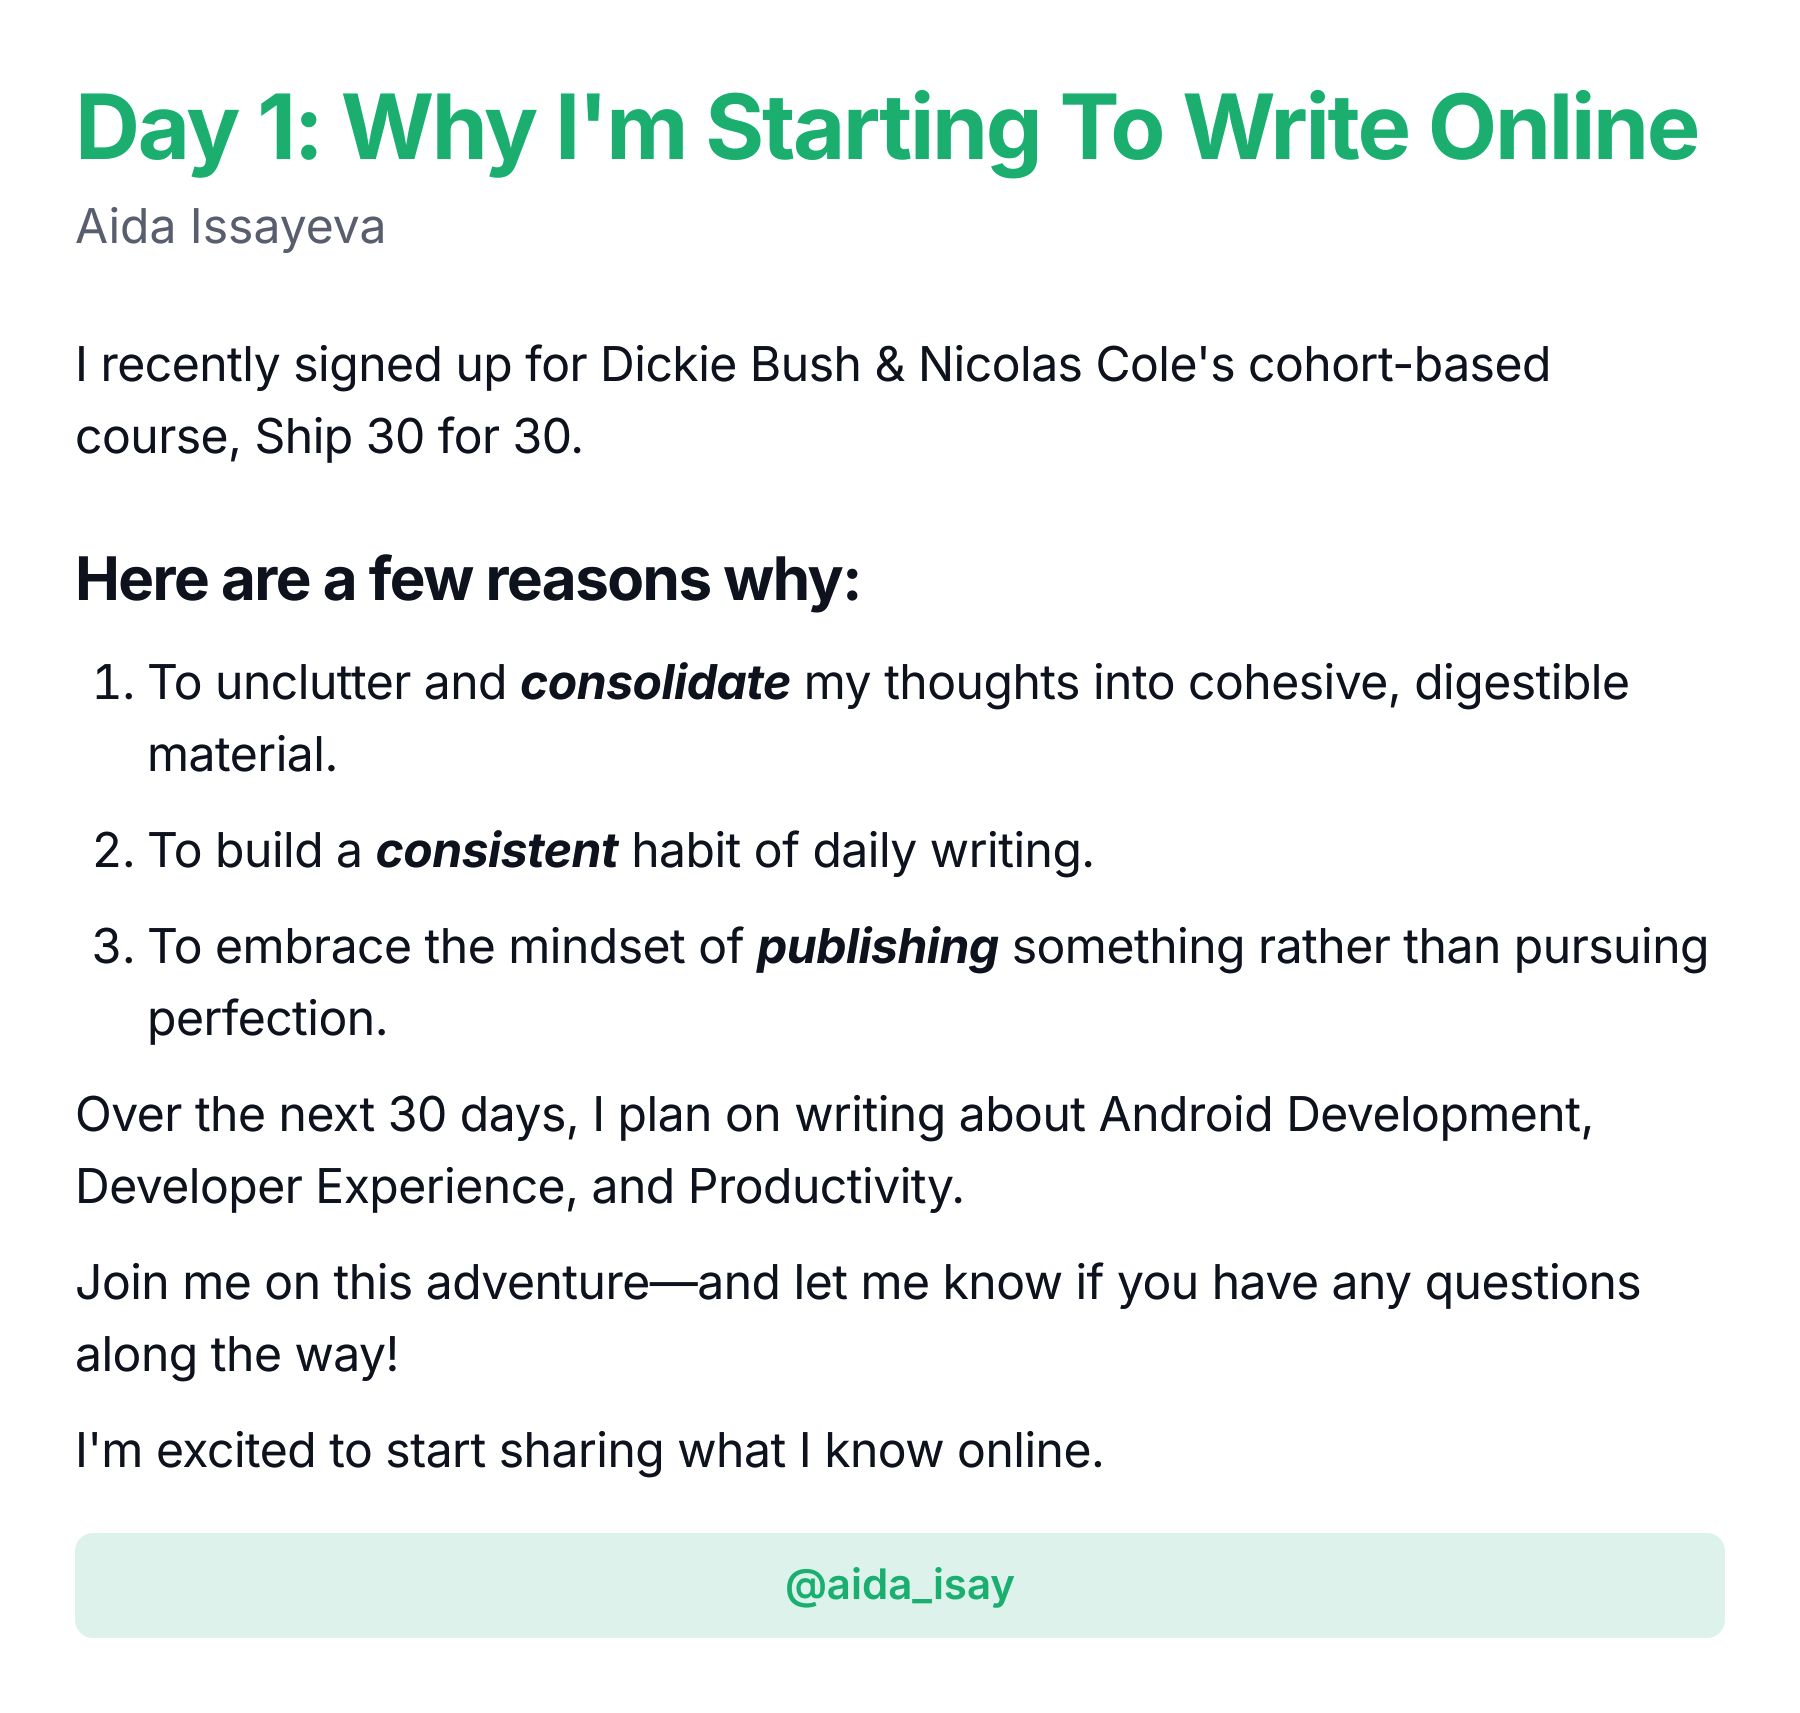 Day 1: Why I'm Starting To Write Online
Aida Issayeva
I recently signed up for Dickie Bush & Nicolas Cole's cohort-based
course, Ship 30 for 30.
Here are a few reasons why:
1. To unclutter and consolidate my thoughts into cohesive, digestible
material.
2. To build a consistent habit of daily writing.
3. To embrace the mindset of publishing something rather than pursuing
perfection.
Over the next 30 days, I plan on writing about Android Development,
Developer Experience, and Productivity.
Join me on this adventure—and let me know if you have any questions
along the way!
I'm excited to start sharing what I know online.
@aida_isay